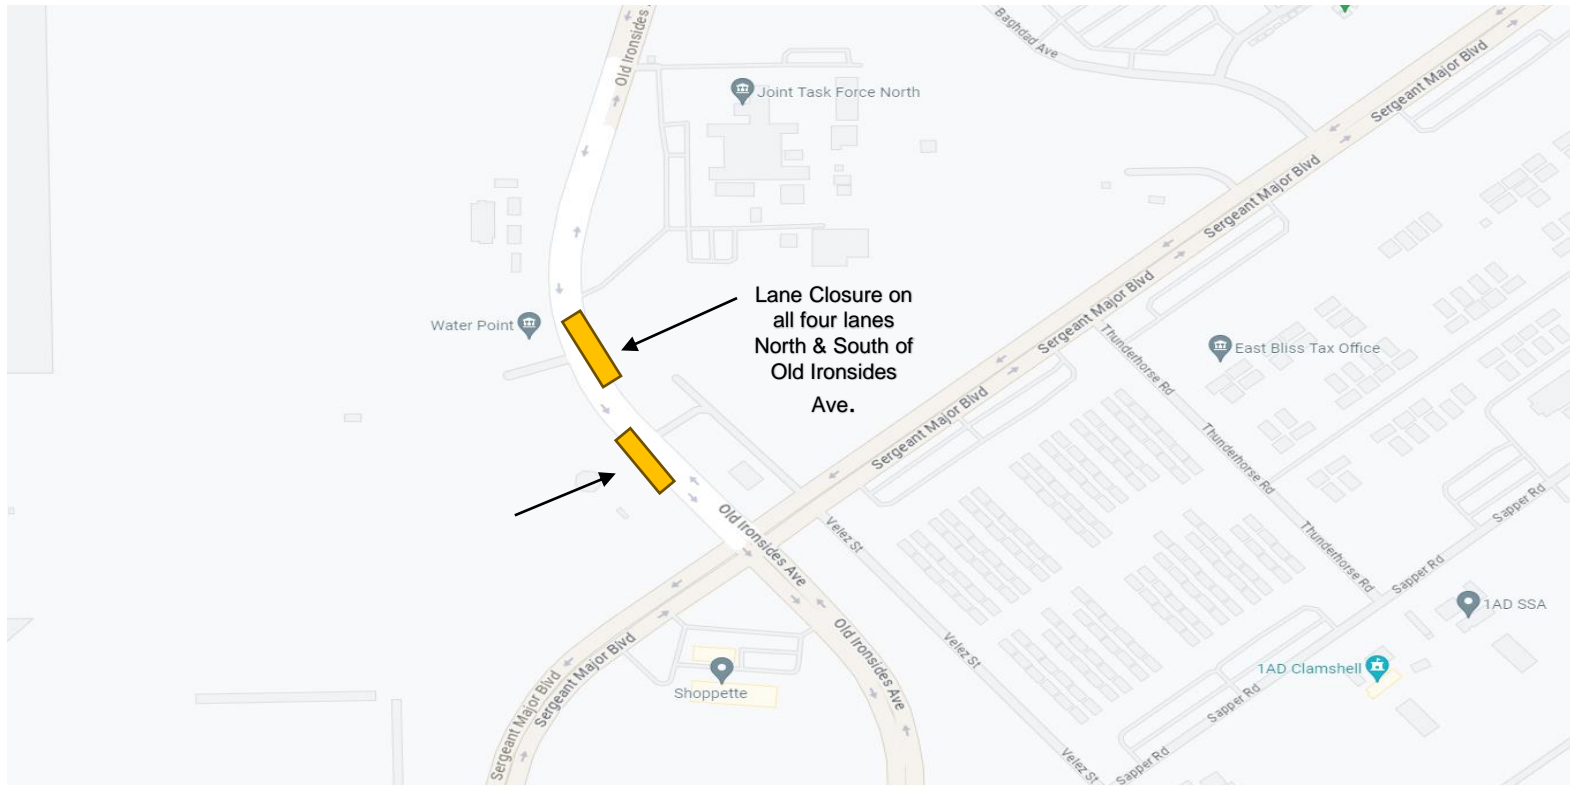 Old Ironsides
Baghdad Ave
Sergeant Major Blvd
Joint Task Force North
Sergeant Major Blvd
Lane Closure on
all four lanes
North & South of
Old Ironsides
Ave.
Water Point
Sergeant Major Blvd
Thunderhorse Rd
East Bliss Tax Office
Sergeant Major Blvd
Thunderhorse Rd
Old Ironsides Ave
Velez St
Thunderhorse Rd
Sapper Rd
Sapper Rd
1AD SSA
Old Ironsides Ave
Velez St
Sergeant Major Blvd
Sergeant Major Blvd
Shoppette
1AD Clamshell
Sapper Rd
Velez St
Sapper Rd